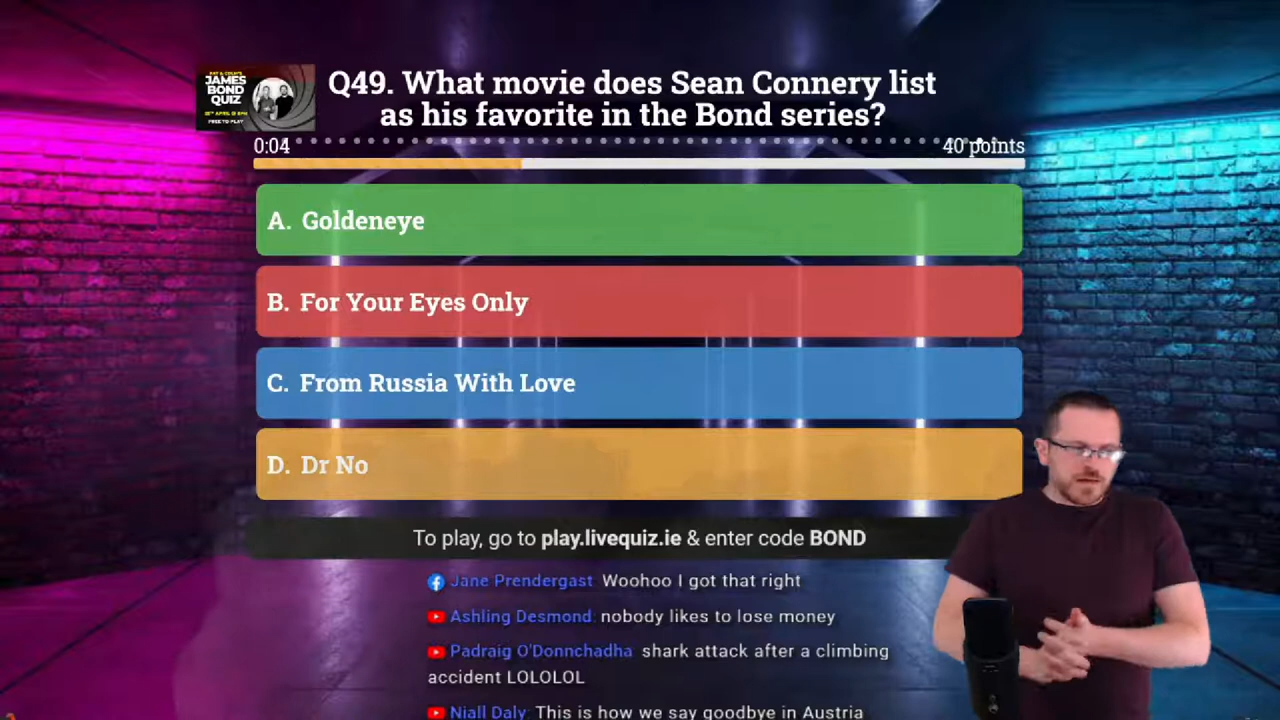 JAMES
BOND
QUIZ
FREE TO PLAY
Q49. What movie does Sean Connery list
as his favorite in the Bond series?
0:04
40 points
A. Goldeneye
B. For Your Eyes Only
C. From Russia With Love
D. Dr No
To play, go to play.livequiz.ie & enter code BOND
Jane Prendergast: Woohoo I got that right
Ashling Desmond: nobody likes to lose money
Padraig O'Donnchadha: shark attack after a climbing
accident LOLOLOL
Niall Daly: This is how we say goodbye in Austria